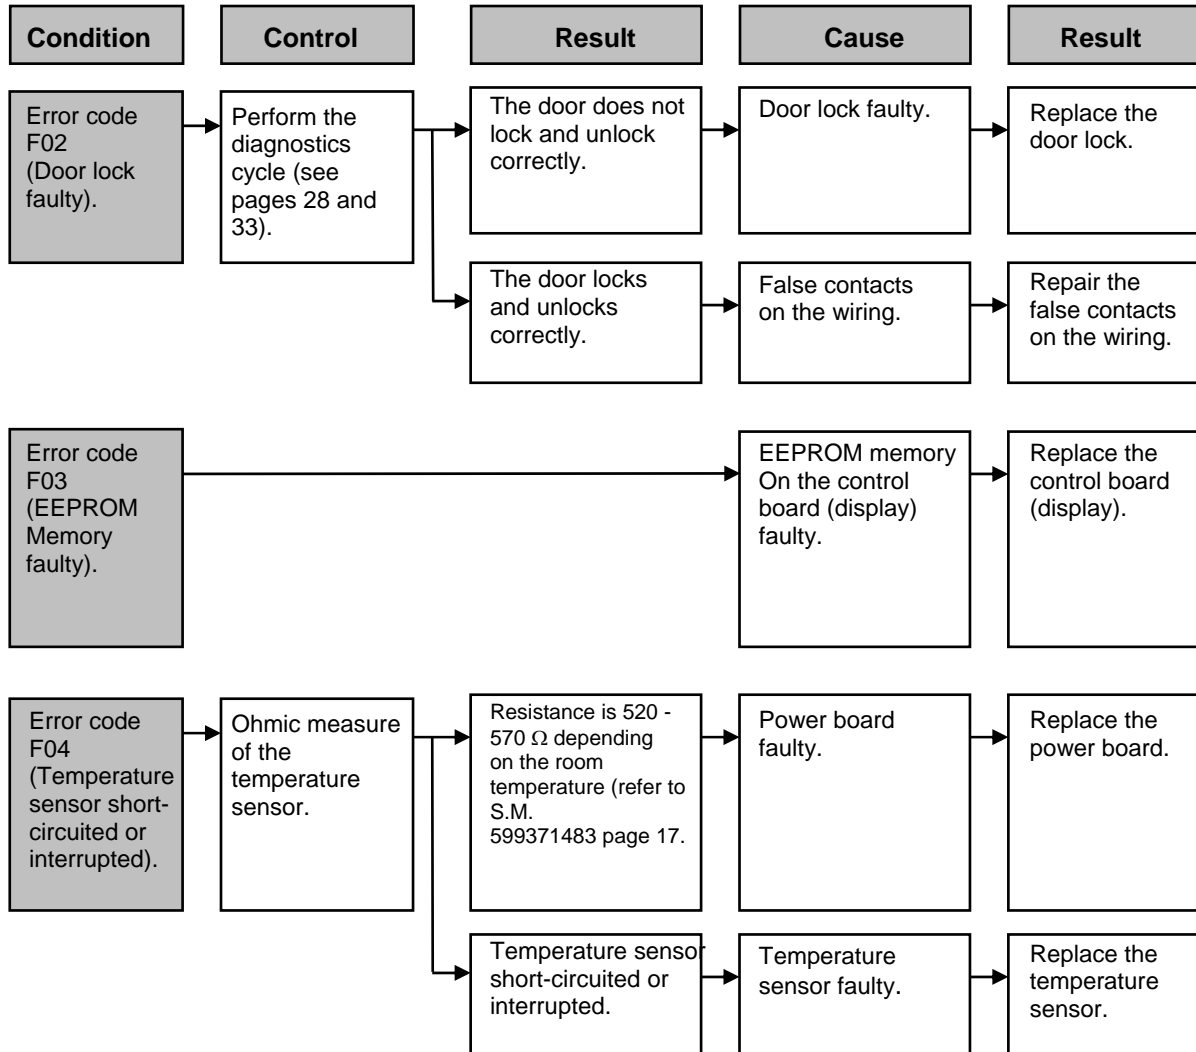 Condition
Control
Result
Cause
Result
Error code
F02
(Door lock
faulty).
Perform the
diagnostics
cycle (see
pages 28 and
33).
The door does not
lock and unlock
correctly.
Door lock faulty.
Replace the
door lock.
The door locks
and unlocks
correctly.
False contacts
on the wiring.
Repair the
false contacts
on the wiring.
Error code
F03
(EEPROM
Memory
faulty).
EEPROM memory
On the control
board (display)
faulty.
Replace the
control board
(display).
Error code
F04
(Temperature
sensor short-
circuited or
interrupted).
Ohmic measure
of the
temperature
sensor.
Resistance is 520 -
570 Ω depending
on the room
temperature (refer to
S.M.
599371483 page 17.
Power board
faulty.
Replace the
power board.
Temperature sensor
short-circuited or
interrupted.
Temperature
sensor faulty.
Replace the
temperature
sensor.